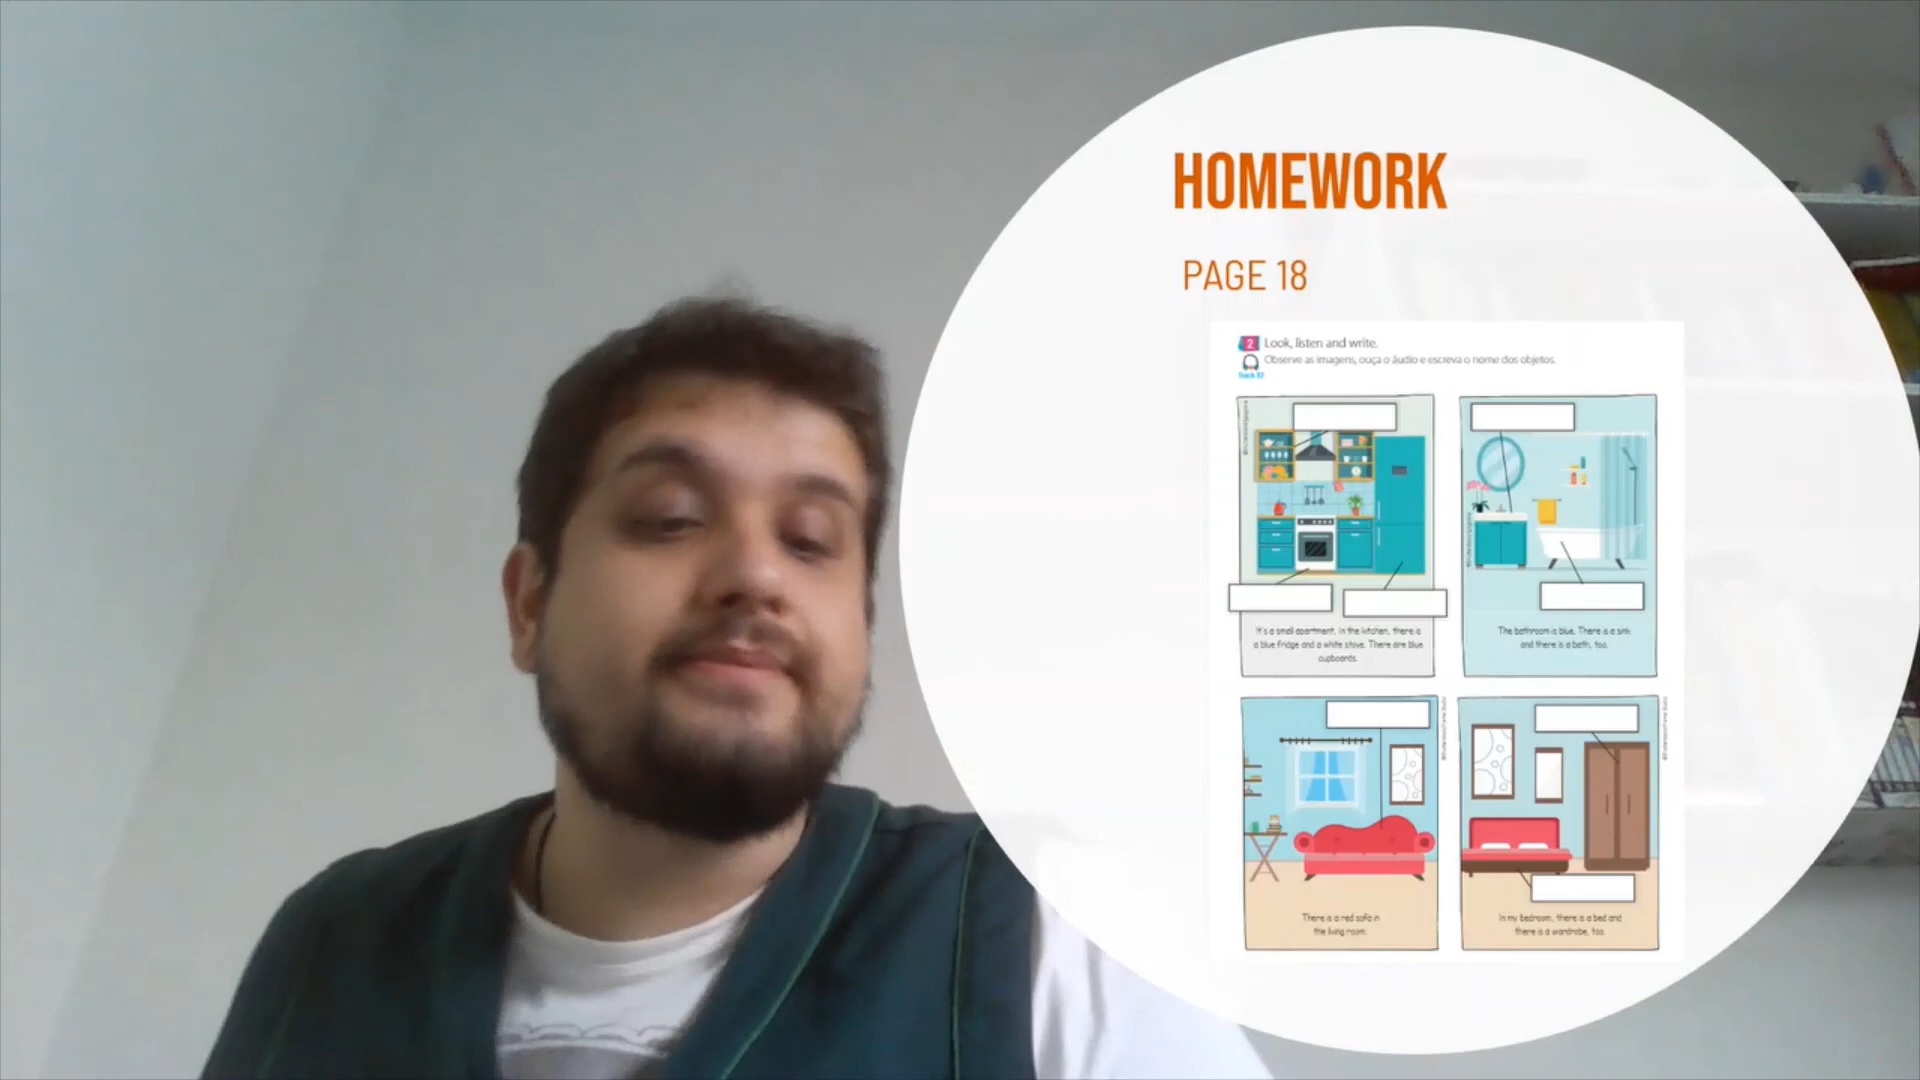 HOMEWORK
PAGE 18
2 Look, listen and write.
Observe as imagens, ouça o áudio e escreva o nome dos objetos.
It's a small apartment. In the kitchen, there is
a blue fridge and a white stove. There are blue
cupboards.
The bathroom is blue. There is a sink
and there is a bath, too.
There is a red sofa in
the living room.
In my bedroom, there is a bed and
there is a wardrobe, too.